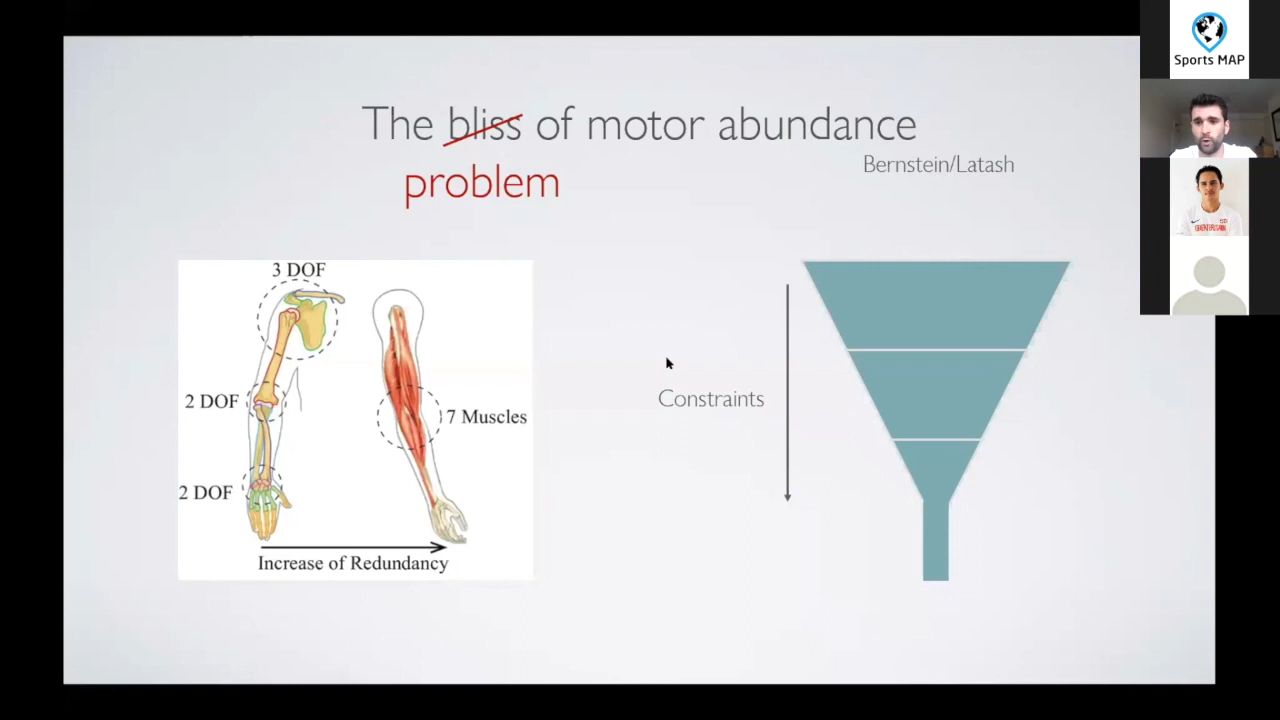 Sports MAP
The bliss of motor abundance
Bernstein/Latash
problem
3 DOF
2 DOF
7 Muscles
2 DOF
Increase of Redundancy
Constraints